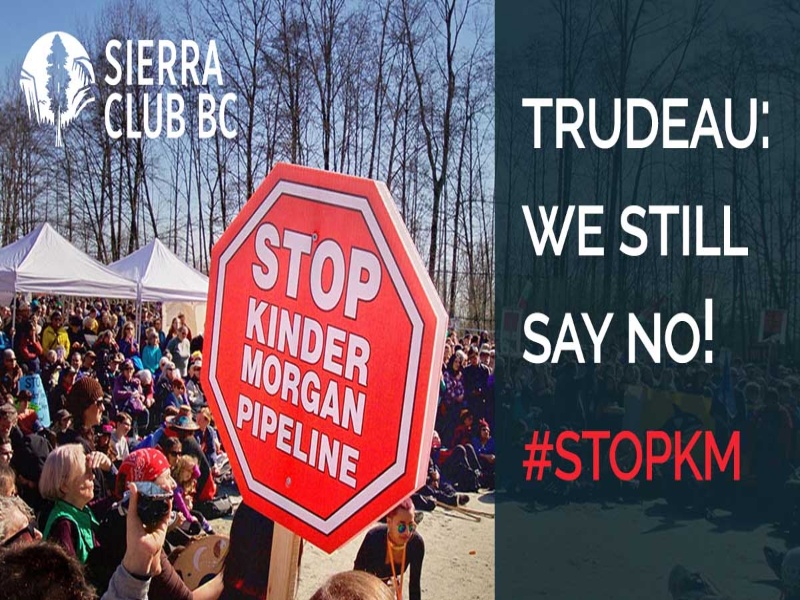 SIERRA
CLUB BC
STOP
KINDER
MORGAN
PIPELINE
TRUDEAU:
WE STILL
SAY NO!
#STOPKM